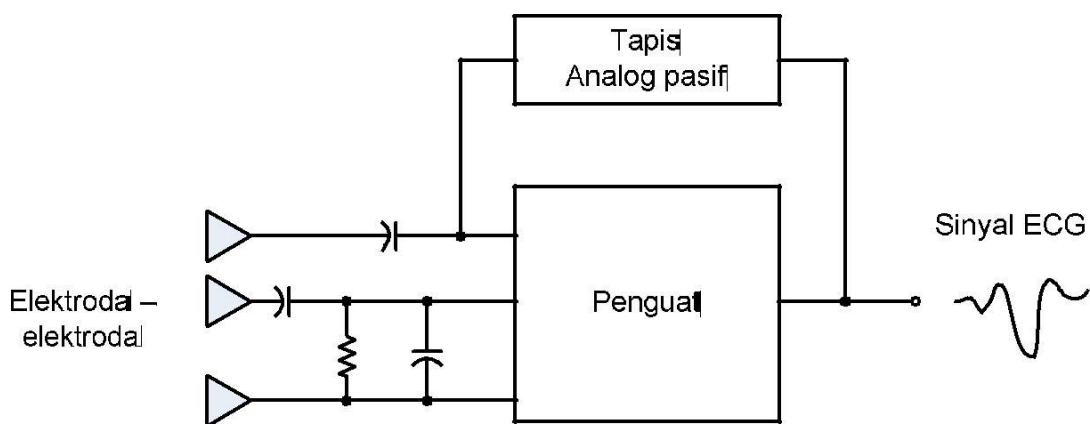 Tapis
Analog pasif
Sinyal ECG
Elektroda –
elektroda
Penguat